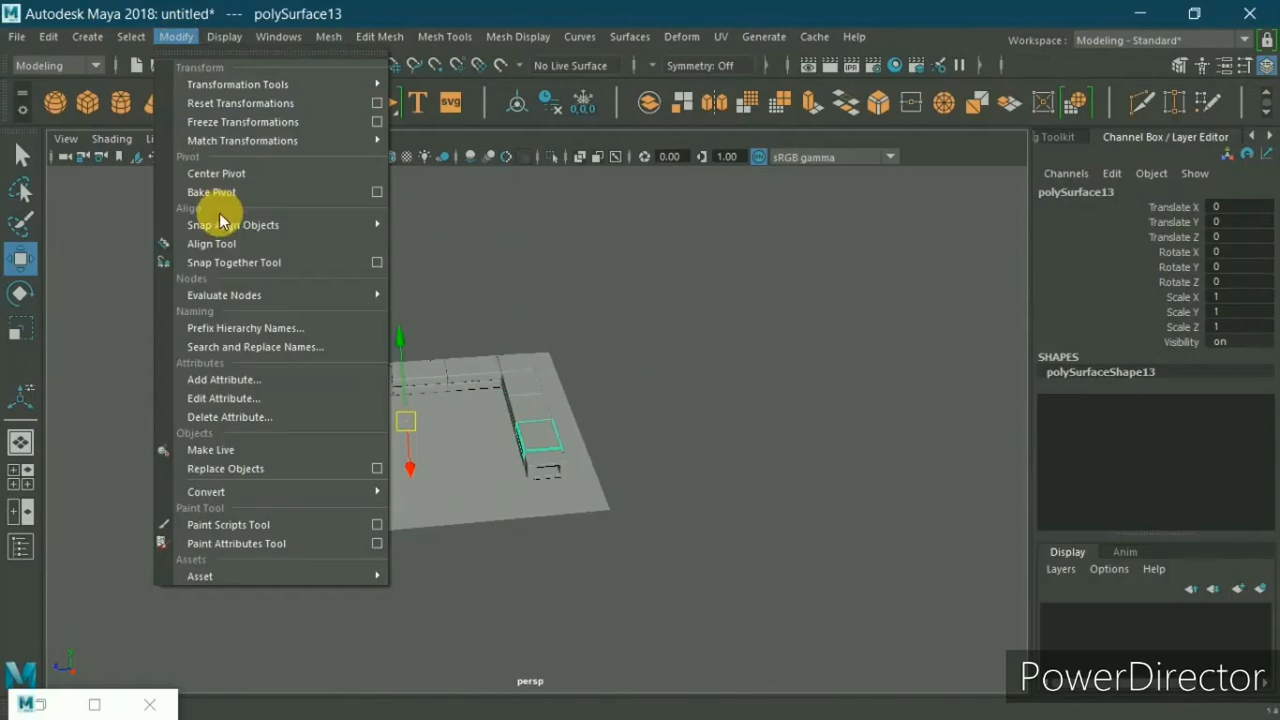 Autodesk Maya 2018: untitled*   ---   polySurface13
File Edit Create Select Modify Display Windows Mesh Edit Mesh Mesh Tools Mesh Display Curves Surfaces Deform UV Generate Cache Help
Workspace : Modeling - Standard*
Modeling
No Live Surface
Symmetry: Off
Transform
Transformation Tools
Reset Transformations
Freeze Transformations
Match Transformations
Pivot
Center Pivot
Bake Pivot
Align
Snap Align Objects
Align Tool
Snap Together Tool
Nodes
Evaluate Nodes
Naming
Prefix Hierarchy Names...
Search and Replace Names...
Attributes
Add Attribute...
Edit Attribute...
Delete Attribute...
Objects
Make Live
Replace Objects
Convert
Paint Tool
Paint Scripts Tool
Paint Attributes Tool
Assets
Asset
T svg 0,0,0
View Shading
0.00 1.00 sRGB gamma
persp
Toolkit Channel Box / Layer Editor
Channels Edit Object Show
polySurface13
Translate X 0
Translate Y 0
Translate Z 0
Rotate X 0
Rotate Y 0
Rotate Z 0
Scale X 1
Scale Y 1
Scale Z 1
Visibility on
SHAPES
polySurfaceShape13
Display Anim
Layers Options Help
PowerDirector